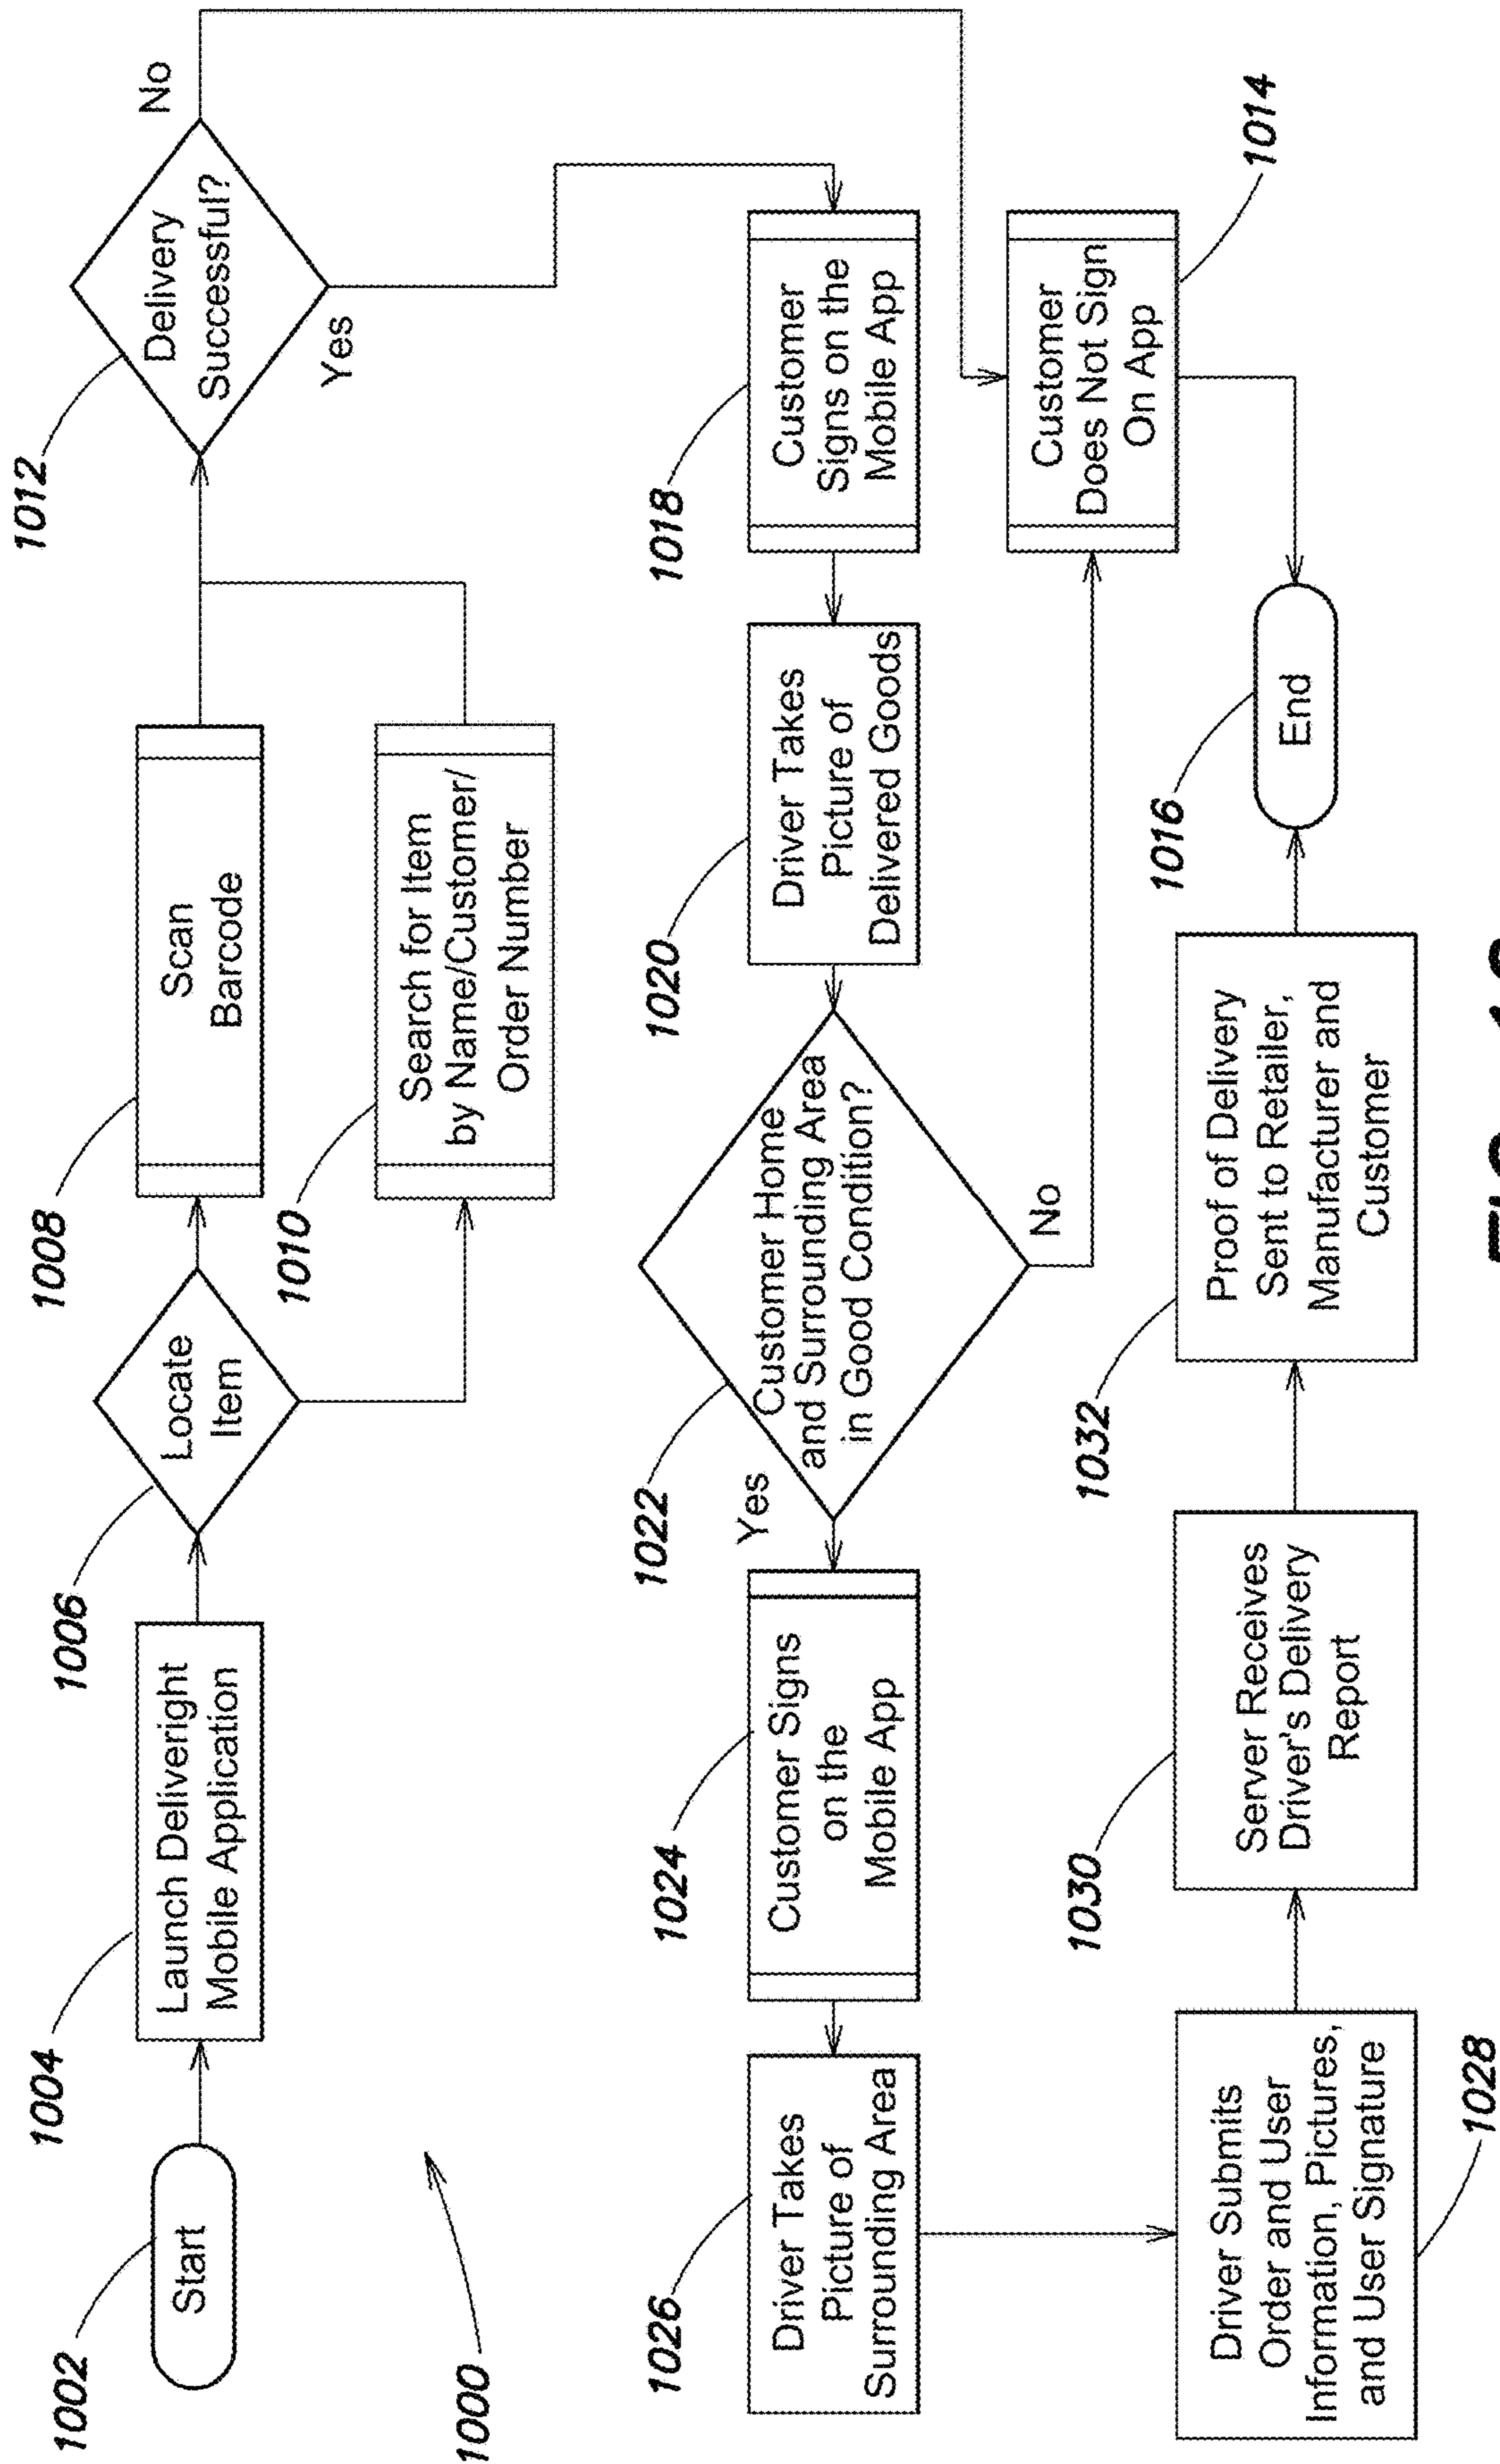 1002
Start
1004
Launch Deliveright
Mobile Application
1006
Locate
Item
1008
Scan
Barcode
1010
Search for Item
by Name/Customer/
Order Number
1012
Delivery
Successful?
No
Yes
1000
1026
Driver Takes
Picture of
Surrounding Area
1024
Customer Signs
on the
Mobile App
Yes
1022
Customer Home
and Surrounding Area
in Good Condition?
No
1020
Driver Takes
Picture of
Delivered Goods
1018
Customer
Signs on the
Mobile App
Customer
Does Not Sign
On App
1014
Driver Submits
Order and User
Information, Pictures,
and User Signature
1028
1030
Server Receives
Driver's Delivery
Report
1032
Proof of Delivery
Sent to Retailer,
Manufacturer and
Customer
1016
End